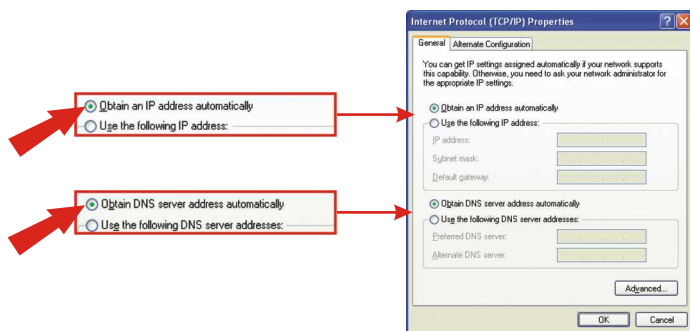 Obtain an IP address automatically
Use the following IP address:
Obtain DNS server address automatically
Use the following DNS server addresses:
Internet Protocol (TCP/IP) Properties
General
Alternate Configuration
You can get IP settings assigned automatically if your network supports
this capability. Otherwise, you need to ask your network administrator for
the appropriate IP settings.
Obtain an IP address automatically
Use the following IP address:
IP address:
Subnet mask:
Default gateway:
Obtain DNS server address automatically
Use the following DNS server addresses:
Preferred DNS server:
Alternate DNS server:
Advanced...
OK
Cancel